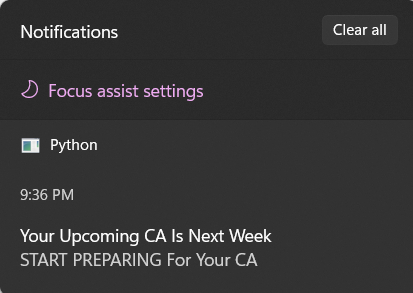 Notifications
Clear all
Focus assist settings
Python
9:36 PM
Your Upcoming CA Is Next Week
START PREPARING For Your CA